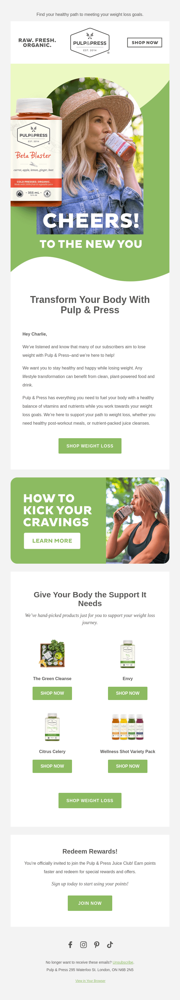 Find your healthy path to meeting your weight loss goals.
RAW. FRESH.
ORGANIC.
PULP&PRESS
EST. 2014
®
SHOP NOW
PULP&PRESS
EST. 2014
®
Beta Blaster
carrot, apple, lemon, ginger, beet
COLD PRESSED. ORGANIC.
Made with 100% fruit & vegetable juice
~ 355 mL ~
12 FL OZ
CHEERS!
TO THE NEW YOU
Transform Your Body With
Pulp & Press
Hey Charlie,
We’ve listened and know that many of our subscribers aim to lose
weight with Pulp & Press–and we’re here to help!
We want you to stay healthy and happy while losing weight. Any
lifestyle transformation can benefit from clean, plant-powered food and
drink.
Pulp & Press has everything you need to fuel your body with a healthy
balance of vitamins and nutrients while you work towards your weight
loss goals. We’re here to support your path to weight loss, whether you
need healthy post-workout meals, or nutrient-packed juice cleanses.
SHOP WEIGHT LOSS
HOW TO
KICK YOUR
CRAVINGS
LEARN MORE
Give Your Body the Support It
Needs
We’ve hand-picked products just for you to support your weight loss
journey.
The Green Cleanse
Envy
SHOP NOW
SHOP NOW
Citrus Celery
Citrus Celery
Wellness Shot Variety Pack
SHOP NOW
SHOP NOW
SHOP WEIGHT LOSS
Redeem Rewards!
You’re officially invited to join the Pulp & Press Juice Club! Earn points
faster and redeem for special rewards and offers.
Sign up today to start using your points!
JOIN NOW
No longer want to receive these emails? Unsubscribe.
Pulp & Press 295 Waterloo St. London, ON N6B 2N5
View in Your Browser